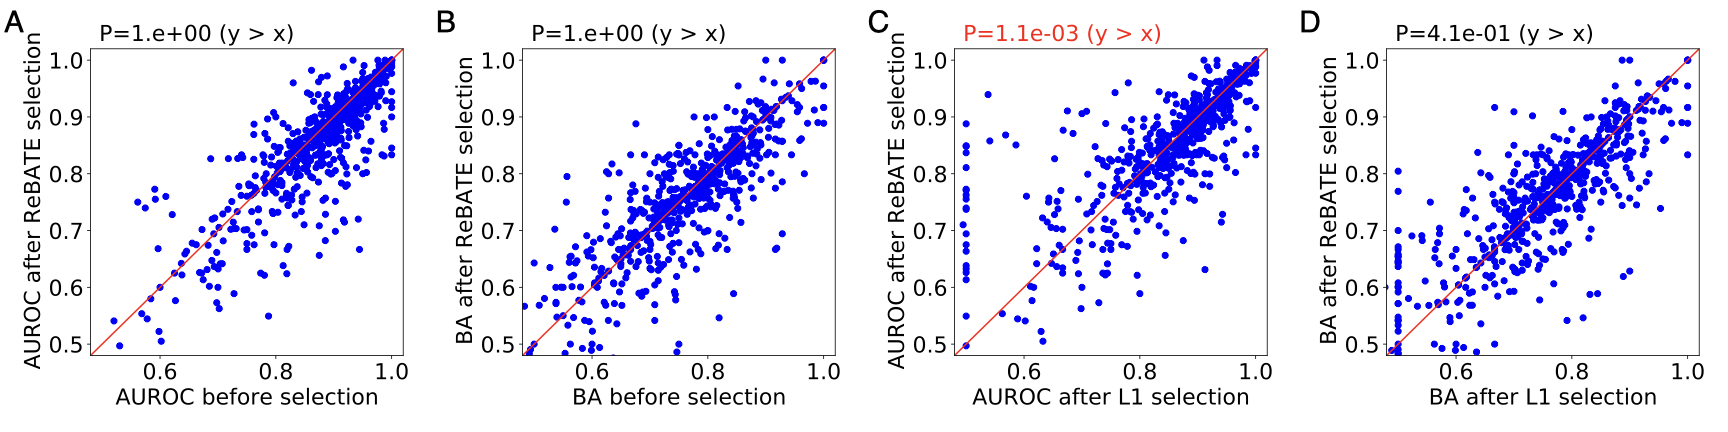 A
P=1.e+00 (y > x)
AUROC after ReBATE selection
1.0
0.9
0.8
0.7
0.6
0.5
0.6
0.8
1.0
AUROC before selection
B
P=1.e+00 (y > x)
BA after ReBATE selection
1.0
0.9
0.8
0.7
0.6
0.5
0.6
0.8
1.0
BA before selection
C
P=1.1e-03 (y > x)
AUROC after ReBATE selection
1.0
0.9
0.8
0.7
0.6
0.5
0.6
0.8
1.0
AUROC after L1 selection
D
P=4.1e-01 (y > x)
BA after ReBATE selection
1.0
0.9
0.8
0.7
0.6
0.5
0.6
0.8
1.0
BA after L1 selection